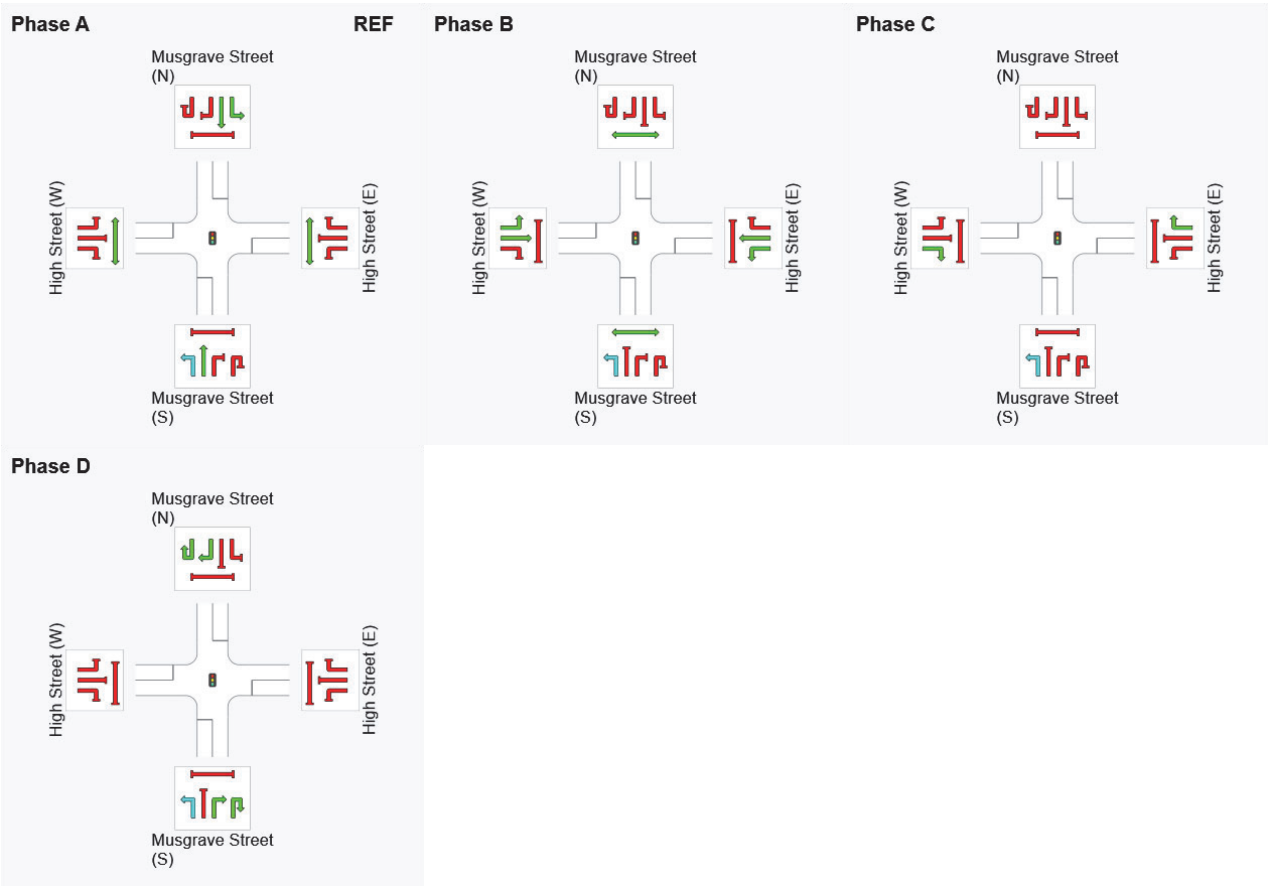 Phase A
REF
Musgrave Street
(N)
High Street (W)
High Street (E)
Musgrave Street
(S)
Phase B
Musgrave Street
(N)
High Street (W)
High Street (E)
Musgrave Street
(S)
Phase C
Musgrave Street
(N)
High Street (W)
High Street (E)
Musgrave Street
(S)
Phase D
Musgrave Street
(N)
High Street (W)
High Street (E)
Musgrave Street
(S)